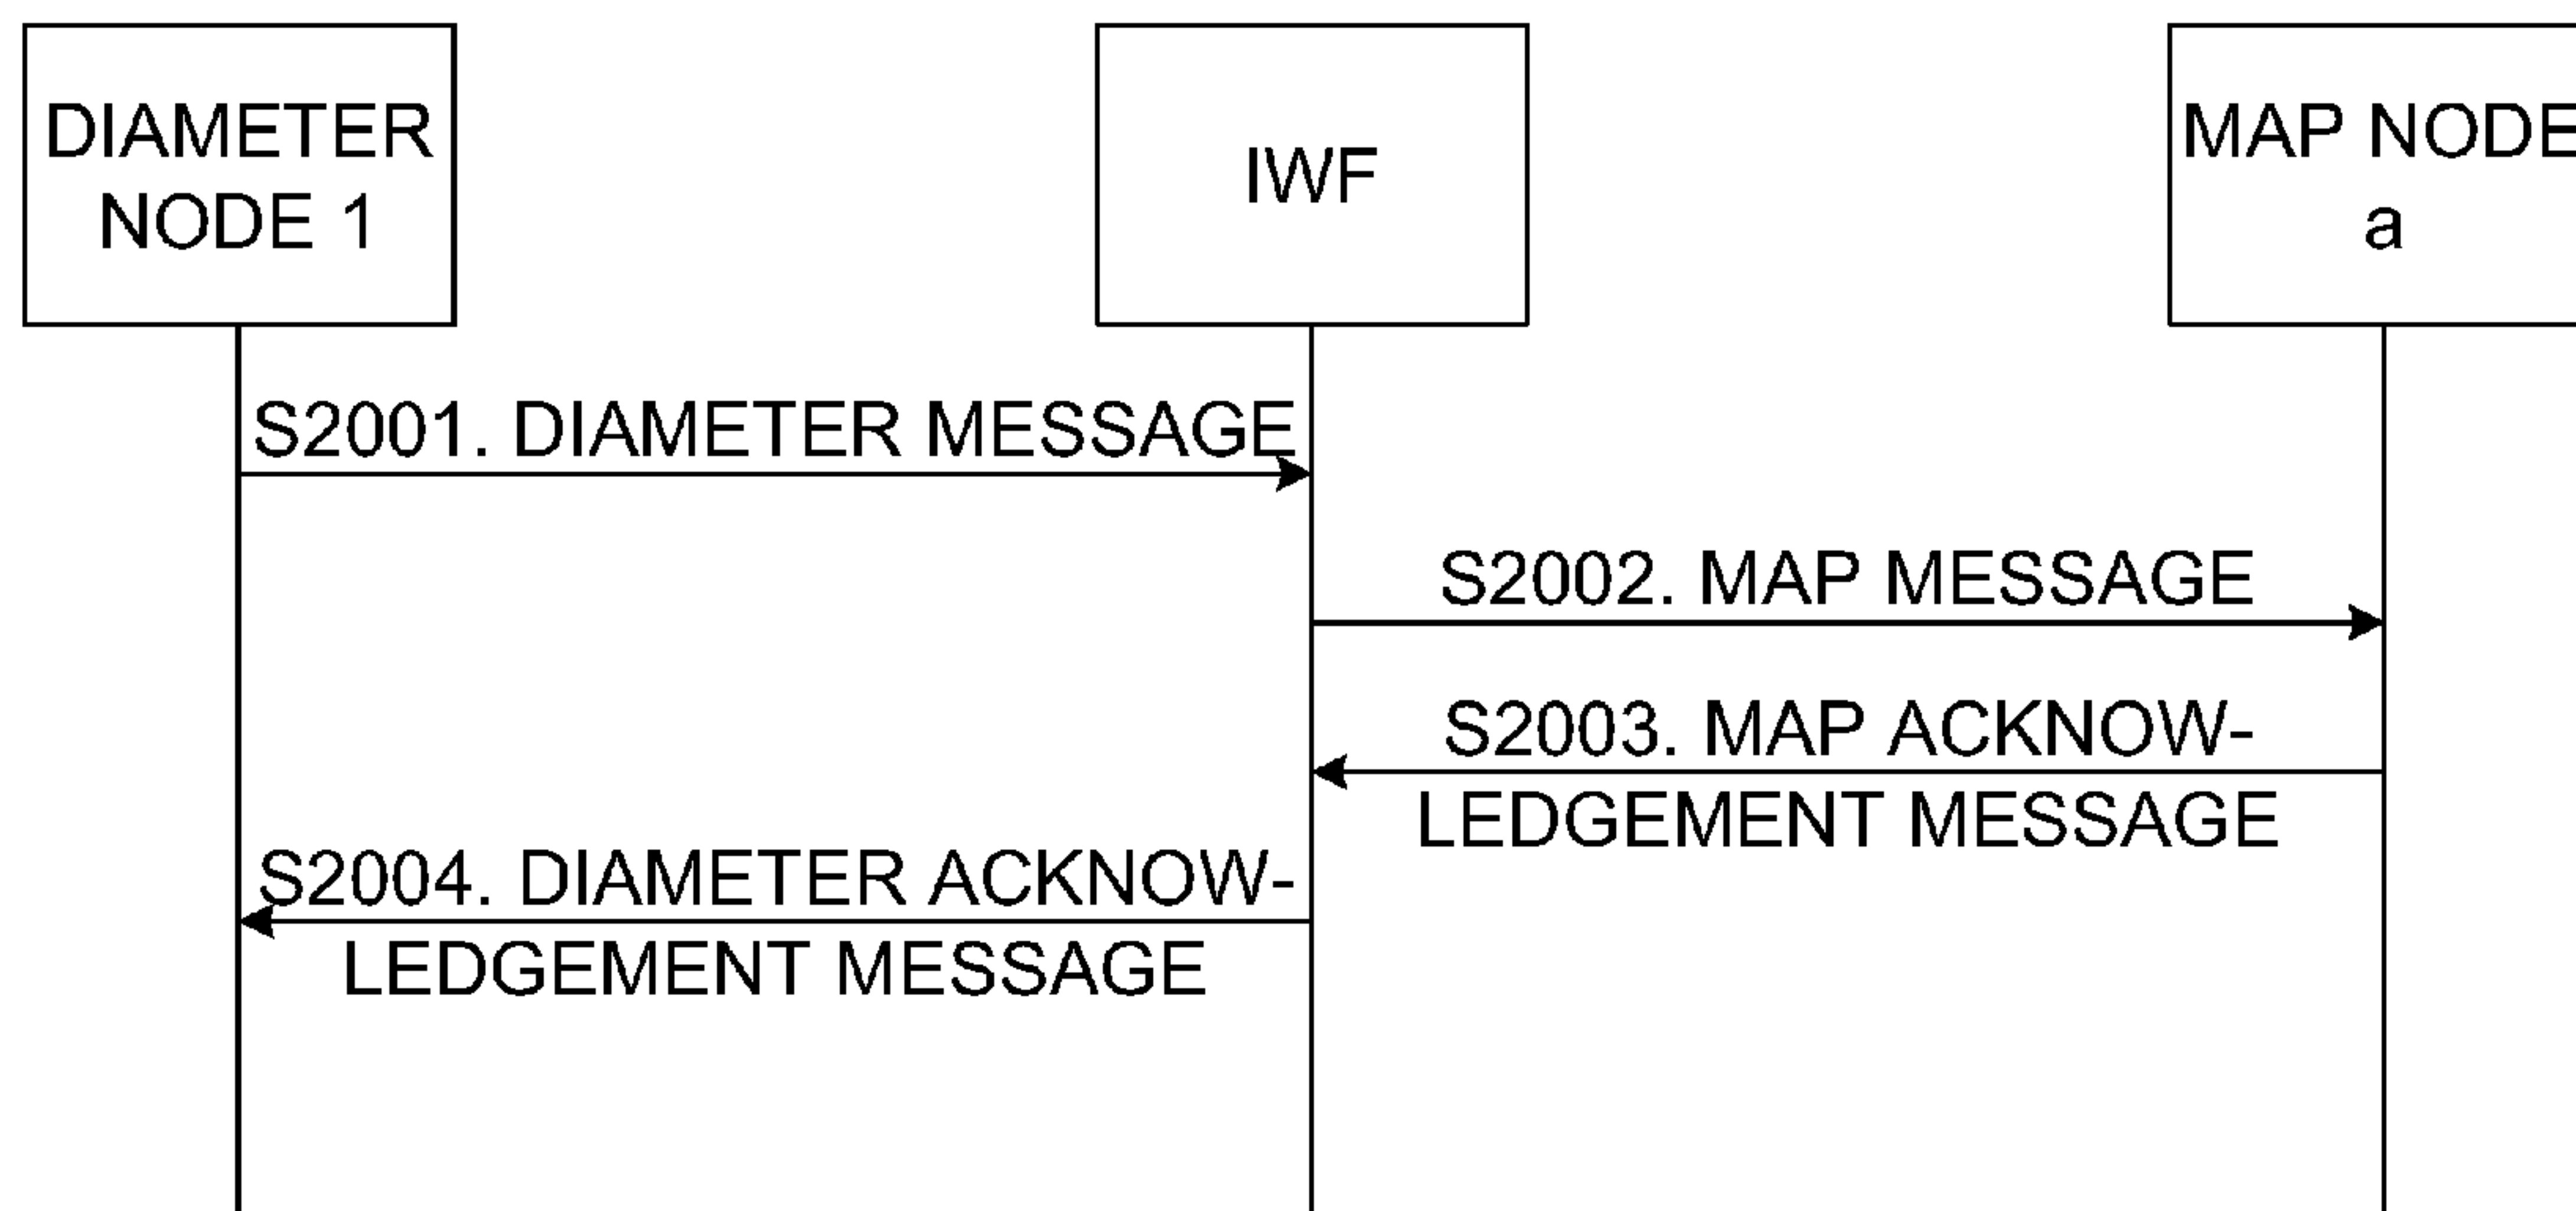 DIAMETER
NODE 1
IWF
MAP NODE
a
S2001. DIAMETER MESSAGE
S2002. MAP MESSAGE
S2003. MAP ACKNOW-
LEDGEMENT MESSAGE
S2004. DIAMETER ACKNOW-
LEDGEMENT MESSAGE